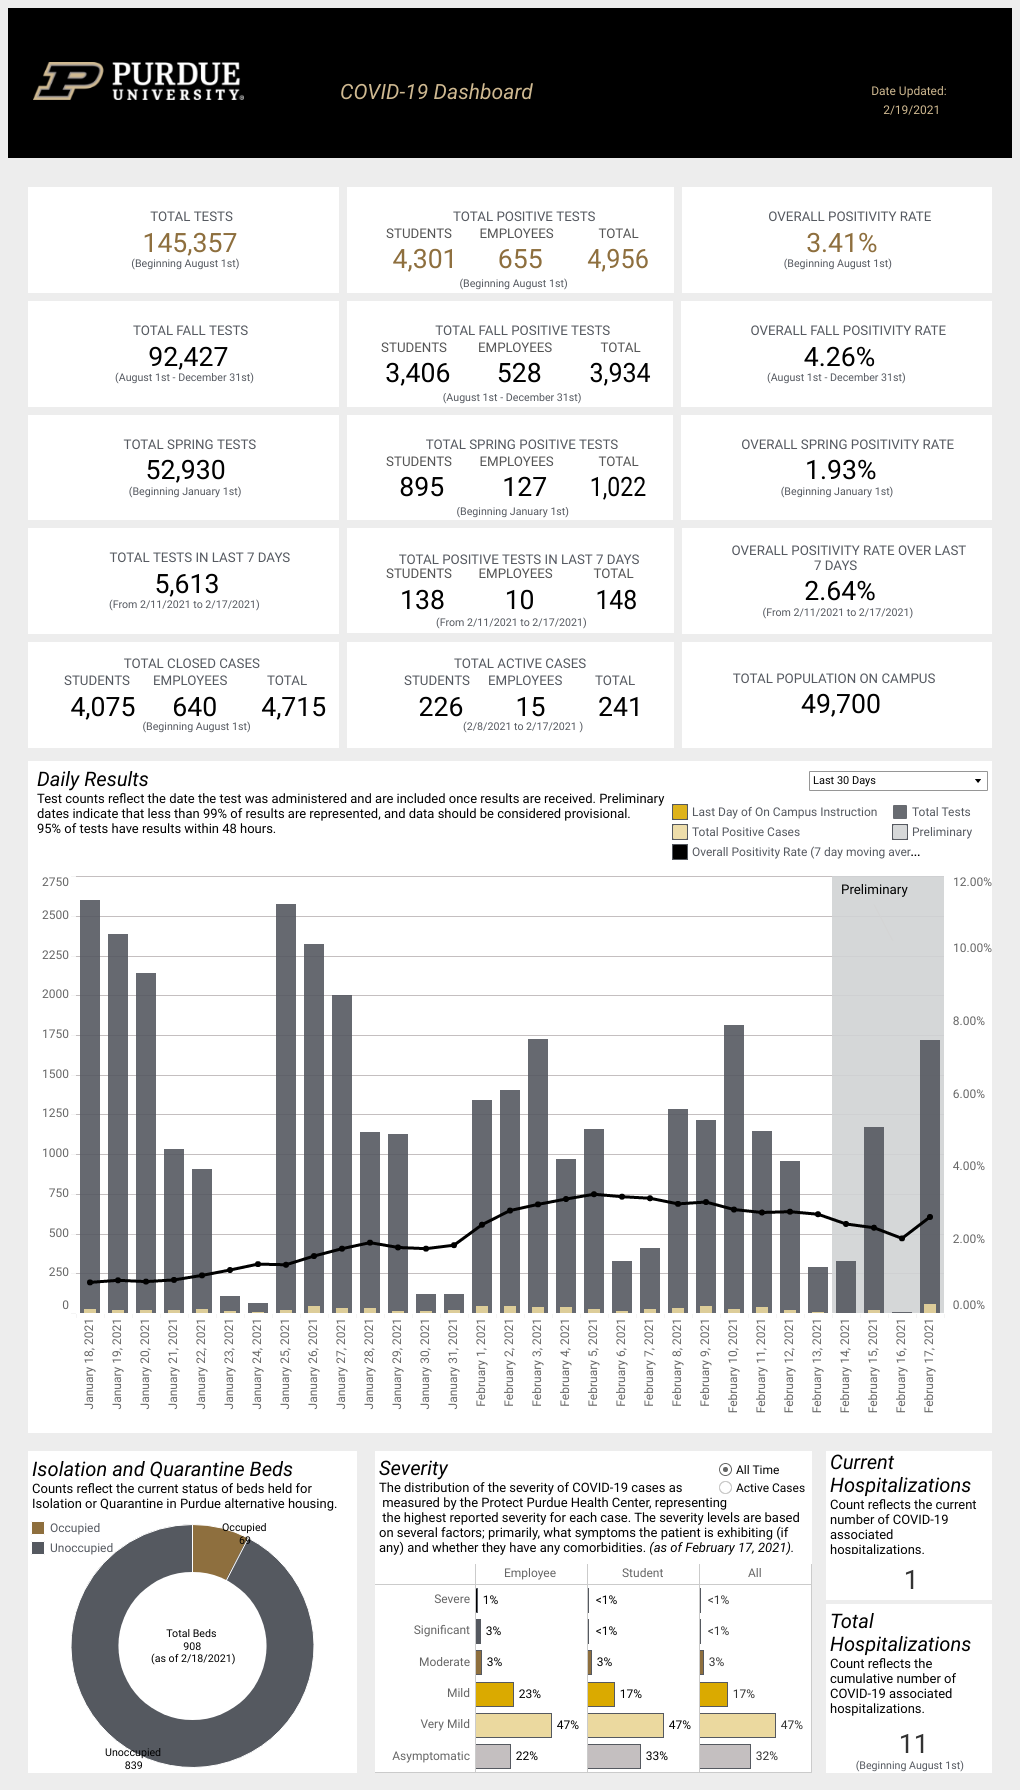 PURDUE
UNIVERSITY®
COVID-19 Dashboard
Date Updated:
2/19/2021
TOTAL TESTS
145,357
(Beginning August 1st)
TOTAL POSITIVE TESTS
STUDENTS EMPLOYEES TOTAL
4,301 655 4,956
(Beginning August 1st)
OVERALL POSITIVITY RATE
3.41%
(Beginning August 1st)
TOTAL FALL TESTS
92,427
(August 1st - December 31st)
TOTAL FALL POSITIVE TESTS
STUDENTS EMPLOYEES TOTAL
3,406 528 3,934
(August 1st - December 31st)
OVERALL FALL POSITIVITY RATE
4.26%
(August 1st - December 31st)
TOTAL SPRING TESTS
52,930
(Beginning January 1st)
TOTAL SPRING POSITIVE TESTS
STUDENTS EMPLOYEES TOTAL
895 127 1,022
(Beginning January 1st)
OVERALL SPRING POSITIVITY RATE
1.93%
(Beginning January 1st)
TOTAL TESTS IN LAST 7 DAYS
5,613
(From 2/11/2021 to 2/17/2021)
TOTAL POSITIVE TESTS IN LAST 7 DAYS
STUDENTS EMPLOYEES TOTAL
138 10 148
(From 2/11/2021 to 2/17/2021)
OVERALL POSITIVITY RATE OVER LAST
7 DAYS
2.64%
(From 2/11/2021 to 2/17/2021)
TOTAL CLOSED CASES
STUDENTS EMPLOYEES TOTAL
4,075 640 4,715
(Beginning August 1st)
TOTAL ACTIVE CASES
STUDENTS EMPLOYEES TOTAL
226 15 241
(2/8/2021 to 2/17/2021 )
TOTAL POPULATION ON CAMPUS
49,700
Daily Results
Test counts reflect the date the test was administered and are included once results are received. Preliminary
dates indicate that less than 99% of results are represented, and data should be considered provisional.
95% of tests have results within 48 hours.
Last 30 Days
Last Day of On Campus Instruction
Total Tests
Total Positive Cases
Preliminary
Overall Positivity Rate (7 day moving aver...
2750
2500
2250
2000
1750
1500
1250
1000
750
500
250
0
Preliminary
12.00%
10.00%
8.00%
6.00%
4.00%
2.00%
0.00%
January 18, 2021
January 19, 2021
January 20, 2021
January 21, 2021
January 22, 2021
January 23, 2021
January 24, 2021
January 25, 2021
January 26, 2021
January 27, 2021
January 28, 2021
January 29, 2021
January 30, 2021
January 31, 2021
February 1, 2021
February 2, 2021
February 3, 2021
February 4, 2021
February 5, 2021
February 6, 2021
February 7, 2021
February 8, 2021
February 9, 2021
February 10, 2021
February 11, 2021
February 12, 2021
February 13, 2021
February 14, 2021
February 15, 2021
February 16, 2021
February 17, 2021
Isolation and Quarantine Beds
Counts reflect the current status of beds held for
Isolation or Quarantine in Purdue alternative housing.
Occupied
Unoccupied
Occupied
69
Total Beds
908
(as of 2/18/2021)
Unoccupied
839
Severity
The distribution of the severity of COVID-19 cases as
measured by the Protect Purdue Health Center, representing
the highest reported severity for each case. The severity levels are based
on several factors; primarily, what symptoms the patient is exhibiting (if
any) and whether they have any comorbidities. (as of February 17, 2021).
All Time
Active Cases
Employee Student All
Severe 1% <1% <1%
Significant 3% <1% <1%
Moderate 3% 3% 3%
Mild 23% 17% 17%
Very Mild 47% 47% 47%
Asymptomatic 22% 33% 32%
Current
Hospitalizations
Count reflects the current
number of COVID-19
associated
hospitalizations.
1
Total
Hospitalizations
Count reflects the
cumulative number of
COVID-19 associated
hospitalizations.
11
(Beginning August 1st)